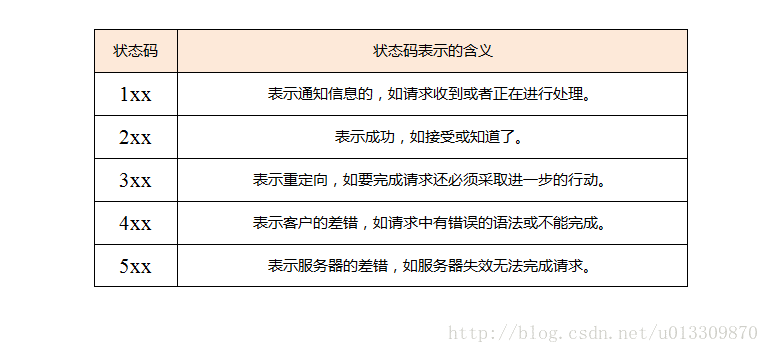 状态码 状态码表示的含义
1xx 表示通知信息的，如请求收到或者正在进行处理。
2xx 表示成功，如接受或知道了。
3xx 表示重定向，如要完成请求还必须采取进一步的行动。
4xx 表示客户的差错，如请求中有错误的语法或不能完成。
5xx 表示服务器的差错，如服务器失效无法完成请求。
http://blog.csdn.net/u013309870